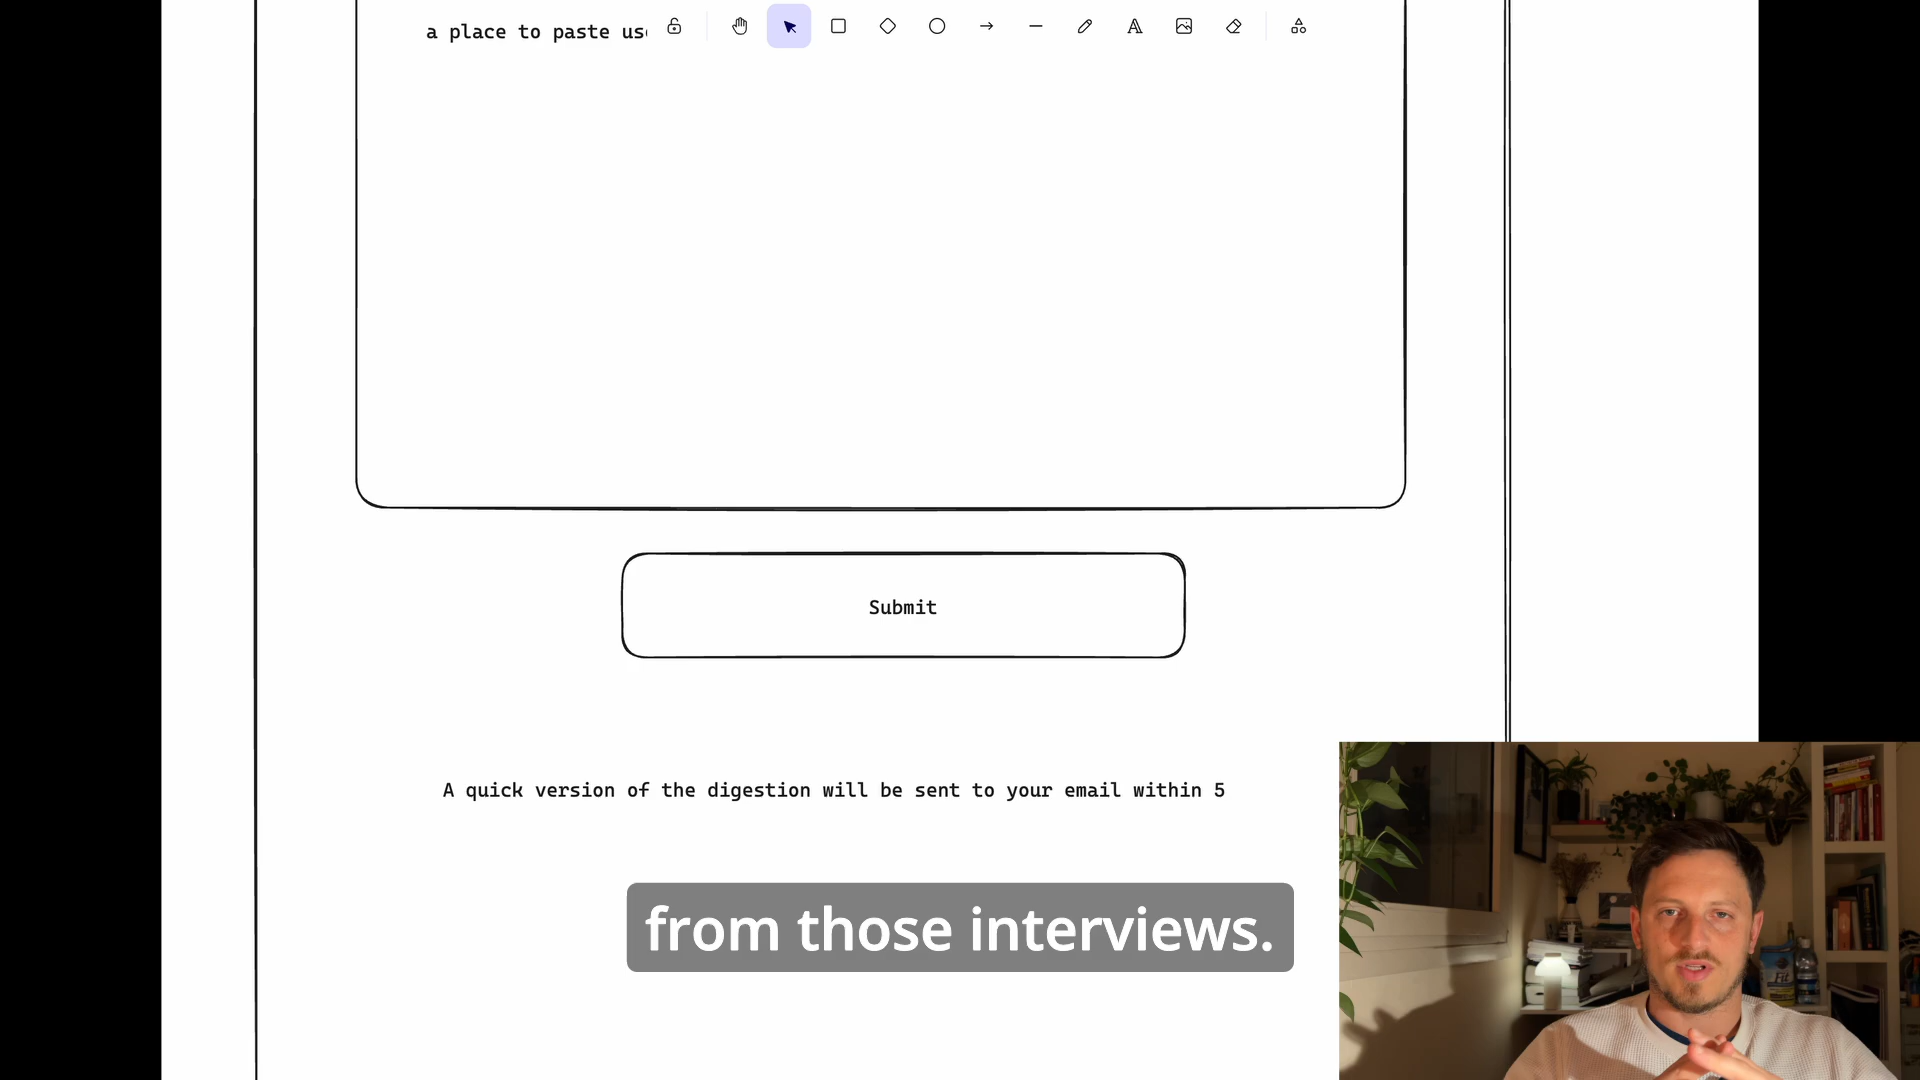 a place to paste
Submit
A quick version of the digestion will be sent to your email within 5
from those interviews.